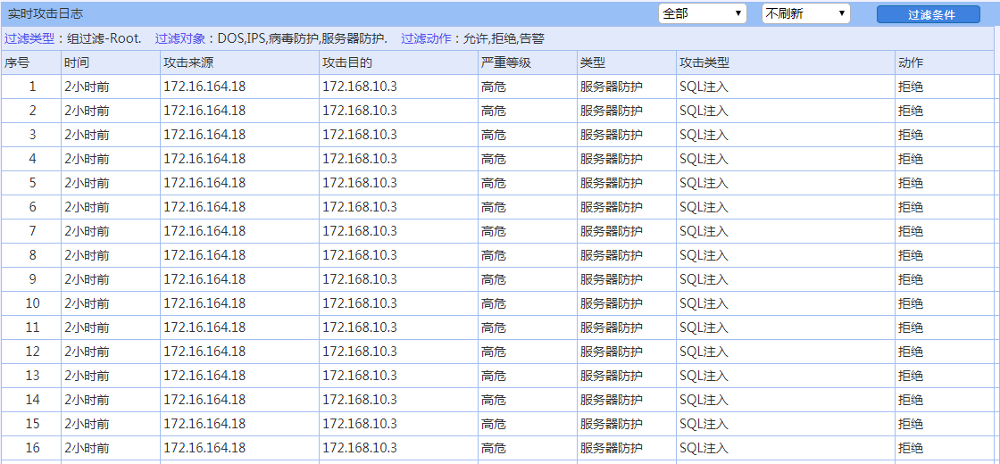 实时攻击日志 全部 不刷新 过滤条件
过滤类型：组过滤-Root. 过滤对象：DOS,IPS,病毒防护,服务器防护. 过滤动作：允许,拒绝,告警
序号 时间 攻击来源 攻击目的 严重等级 类型 攻击类型 动作
1 2小时前 172.16.164.18 172.168.10.3 高危 服务器防护 SQL注入 拒绝
2 2小时前 172.16.164.18 172.168.10.3 高危 服务器防护 SQL注入 拒绝
3 2小时前 172.16.164.18 172.168.10.3 高危 服务器防护 SQL注入 拒绝
4 2小时前 172.16.164.18 172.168.10.3 高危 服务器防护 SQL注入 拒绝
5 2小时前 172.16.164.18 172.168.10.3 高危 服务器防护 SQL注入 拒绝
6 2小时前 172.16.164.18 172.168.10.3 高危 服务器防护 SQL注入 拒绝
7 2小时前 172.16.164.18 172.168.10.3 高危 服务器防护 SQL注入 拒绝
8 2小时前 172.16.164.18 172.168.10.3 高危 服务器防护 SQL注入 拒绝
9 2小时前 172.16.164.18 172.168.10.3 高危 服务器防护 SQL注入 拒绝
10 2小时前 172.16.164.18 172.168.10.3 高危 服务器防护 SQL注入 拒绝
11 2小时前 172.16.164.18 172.168.10.3 高危 服务器防护 SQL注入 拒绝
12 2小时前 172.16.164.18 172.168.10.3 高危 服务器防护 SQL注入 拒绝
13 2小时前 172.16.164.18 172.168.10.3 高危 服务器防护 SQL注入 拒绝
14 2小时前 172.16.164.18 172.168.10.3 高危 服务器防护 SQL注入 拒绝
15 2小时前 172.16.164.18 172.168.10.3 高危 服务器防护 SQL注入 拒绝
16 2小时前 172.16.164.18 172.168.10.3 高危 服务器防护 SQL注入 拒绝